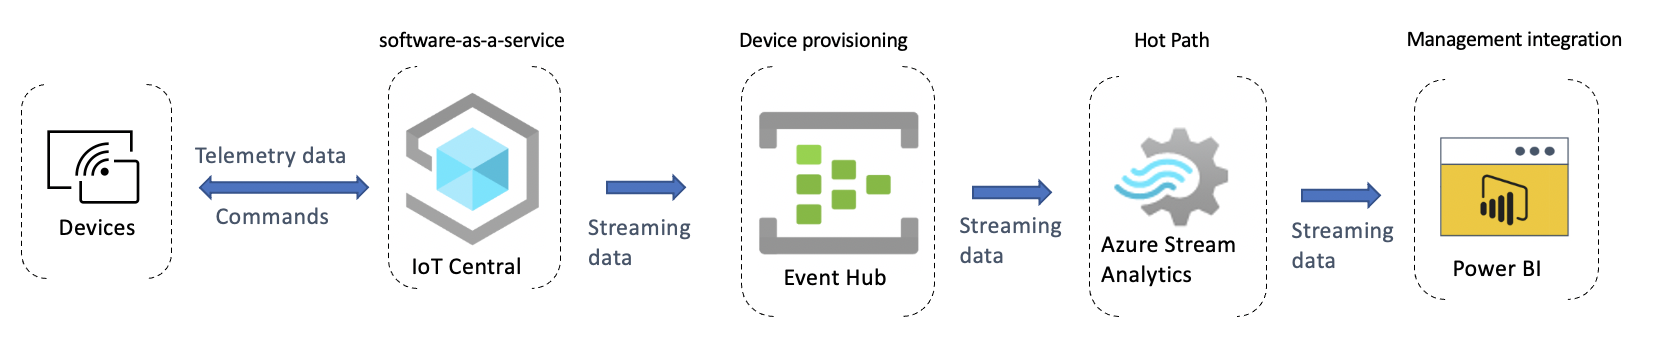 software-as-a-service
Device provisioning
Hot Path
Management integration
Telemetry data
Commands
Devices
IoT Central
Streaming
data
Event Hub
Streaming
data
Azure Stream
Analytics
Streaming
data
Power BI